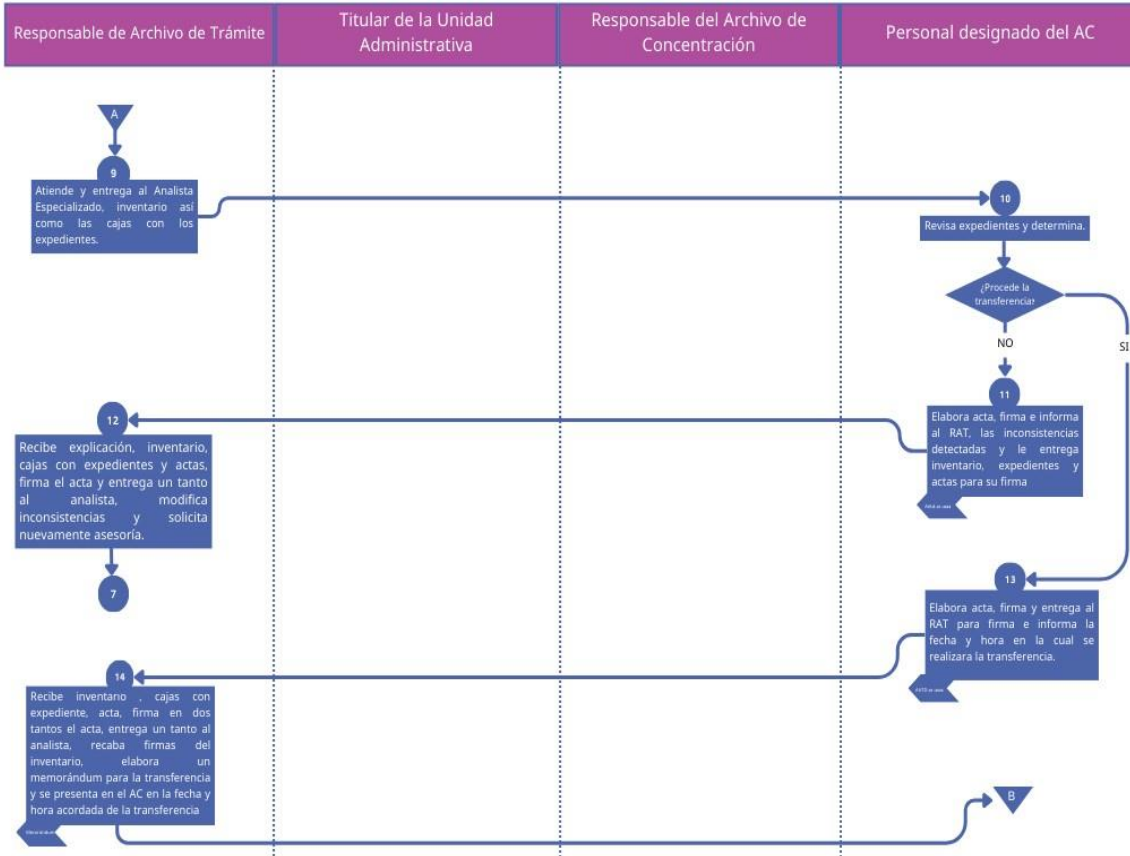 Responsable de Archivo de Trámite
Titular de la Unidad
Administrativa
Responsable del Archivo de
Concentración
Personal designado del AC
A
9
Atiende y entrega al Analista
Especializado, inventario así
como las cajas con los
expedientes.
10
Revisa expedientes y determina.
¿Procede la
transferencia?
NO
SI
11
Elabora acta, firma e informa
al RAT, las inconsistencias
detectadas y le entrega
inventario, expedientes y
actas para su firma
12
Recibe explicación, inventario,
cajas con expedientes y actas,
firma el acta y entrega un tanto
al analista, modifica
inconsistencias y solicita
nuevamente asesoría.
7
13
Elabora acta, firma y entrega al
RAT para firma e informa la
fecha y hora en la cual se
realizara la transferencia.
14
Recibe inventario , cajas con
expediente, acta, firma en dos
tantos el acta, entrega un tanto al
analista, recaba firmas del
inventario, elabora un
memorándum para la transferencia
y se presenta en el AC en la fecha y
hora acordada de la transferencia
B